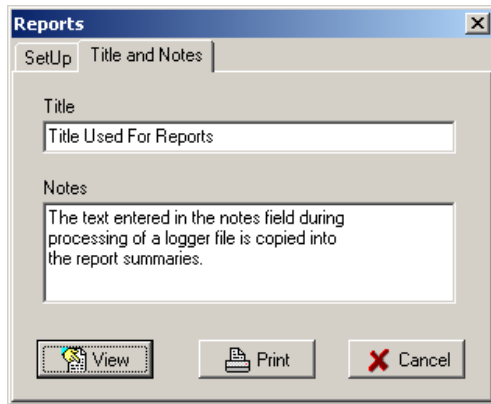 Reports
SetUp
Title and Notes
Title
Title Used For Reports
Notes
The text entered in the notes field during
processing of a logger file is copied into
the report summaries.
View
Print
Cancel